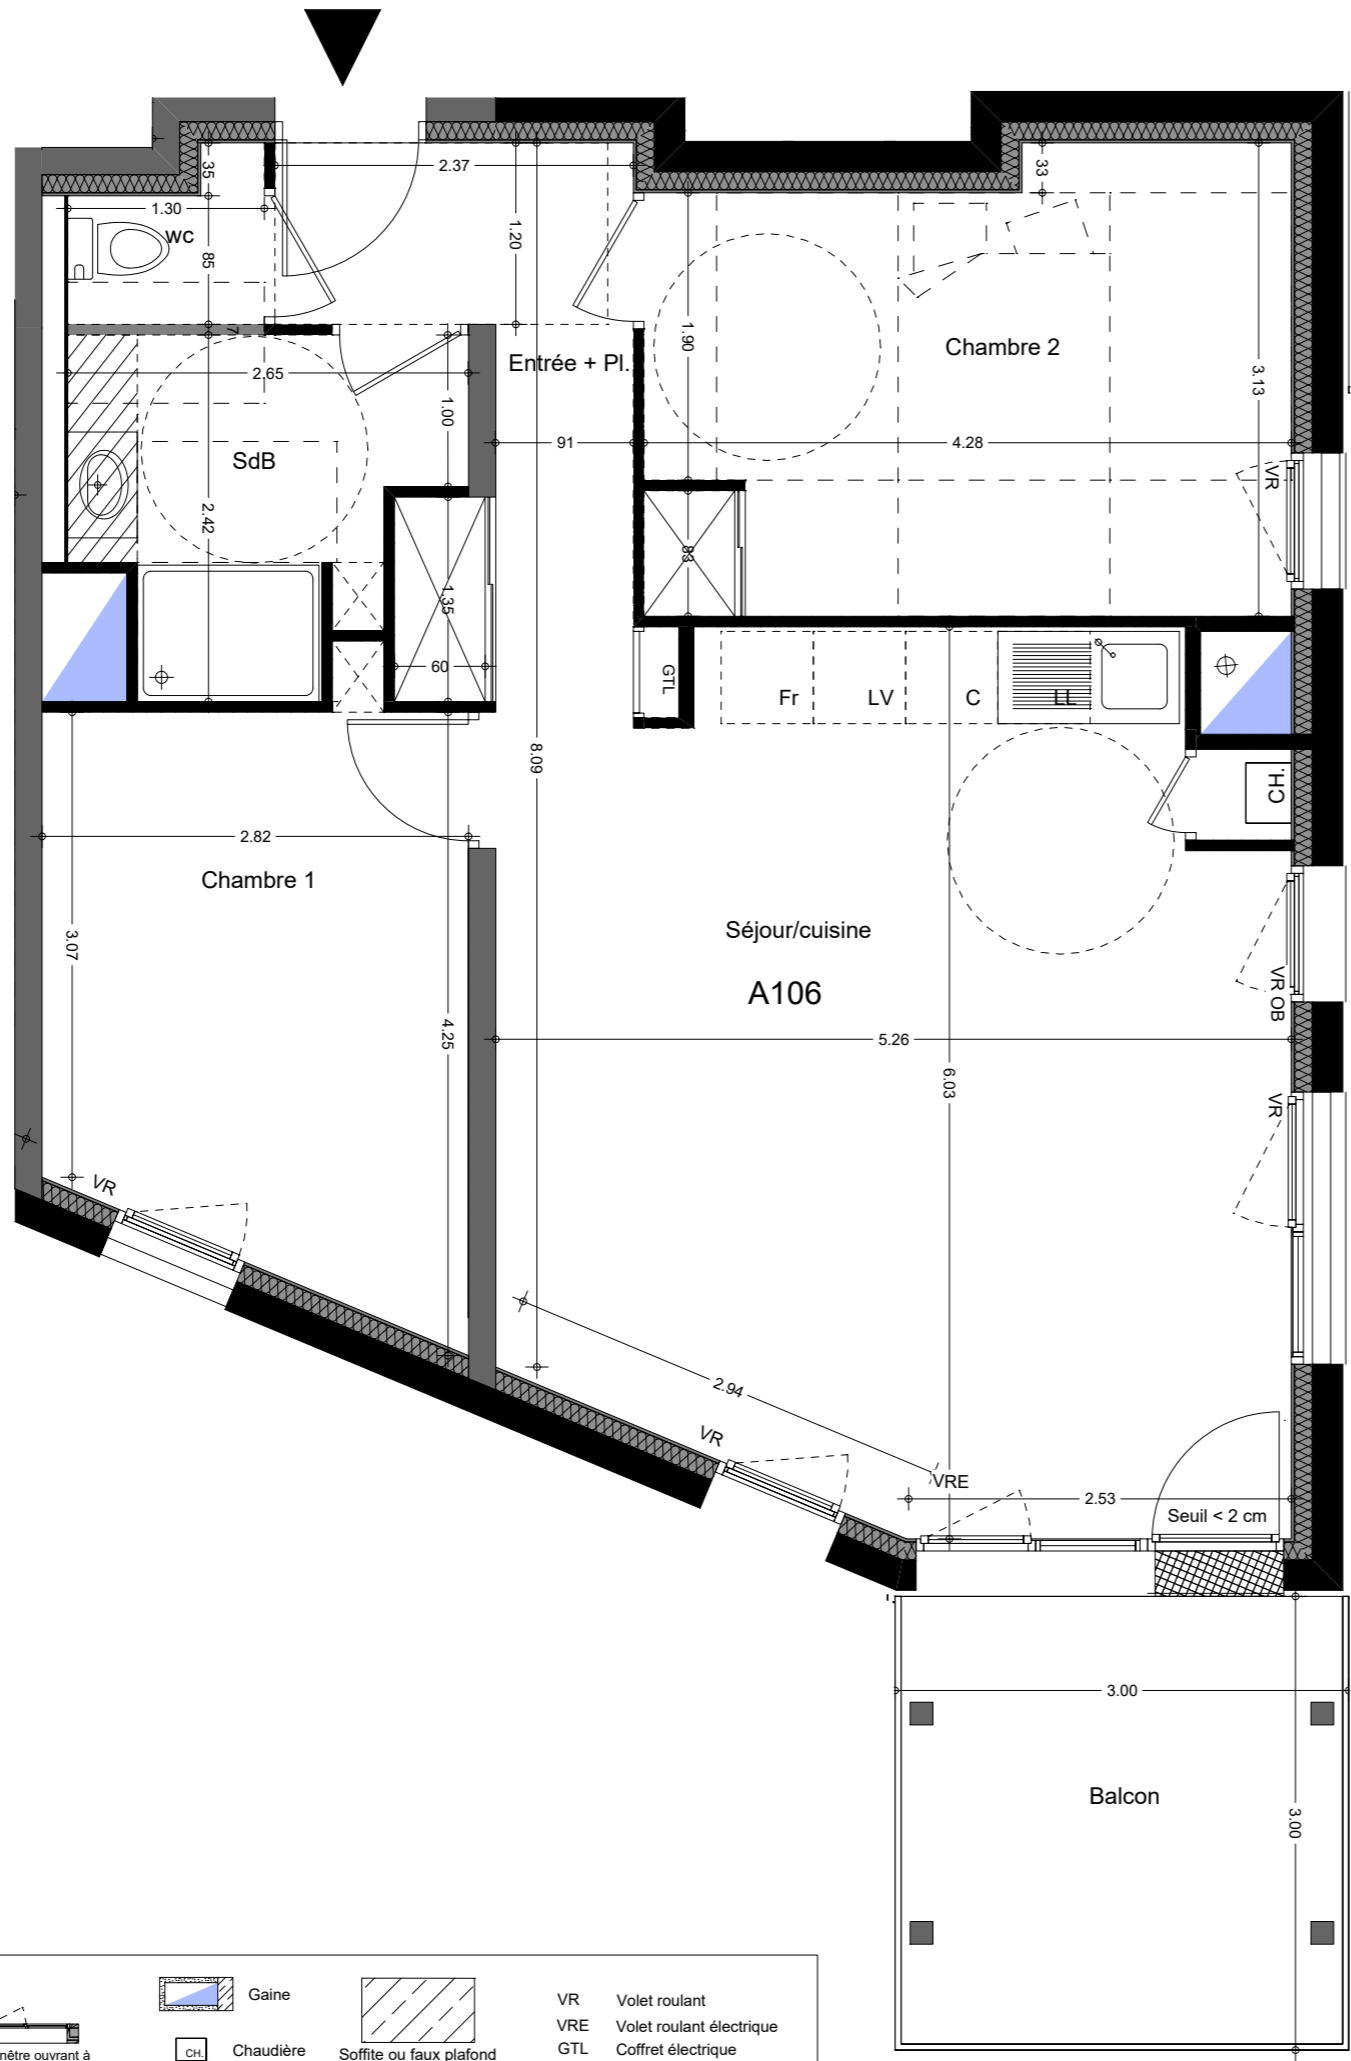 2.37
35
33
1.30
WC
85
1.20
7
Entrée + Pl.
1.90
Chambre 2
3.13
2.65
1.00
91
4.28
SdB
VR
2.42
83
1.35
60
GTL
Fr
LV
C
LL
CH.
8.09
2.82
Chambre 1
3.07
Séjour/cuisine
A106
VR OB
4.25
5.26
6.03
VR
VR
2.94
VR
VRE
2.53
Seuil < 2 cm
3.00
Balcon
3.00
Gaine
VR Volet roulant
VRE Volet roulant électrique
CH. Chaudière
Soffite ou faux plafond
GTL Coffret électrique
nêtre ouvrant à